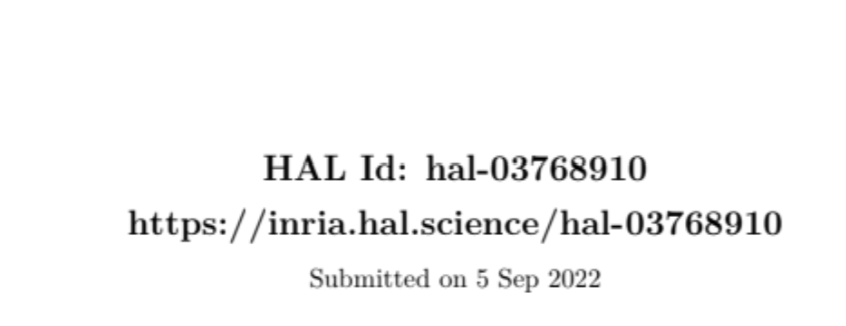 HAL Id: hal-03768910
https://inria.hal.science/hal-03768910
Submitted on 5 Sep 2022